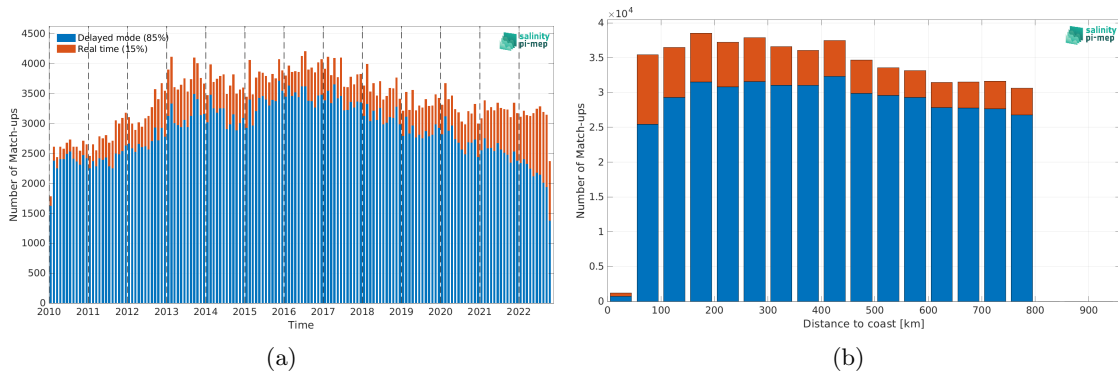 4500
4000
3500
3000
2500
2000
1500
1000
500
0
Number of Match-ups
Delayed mode (85%)
Real time (15%)
salinity
pi-mep
2010 2011 2012 2013 2014 2015 2016 2017 2018 2019 2020 2021 2022
Time
(a)
×10⁴
4
3.5
3
2.5
2
1.5
1
0.5
0
Number of Match-ups
salinity
pi-mep
0 100 200 300 400 500 600 700 800 900
Distance to coast [km]
(b)